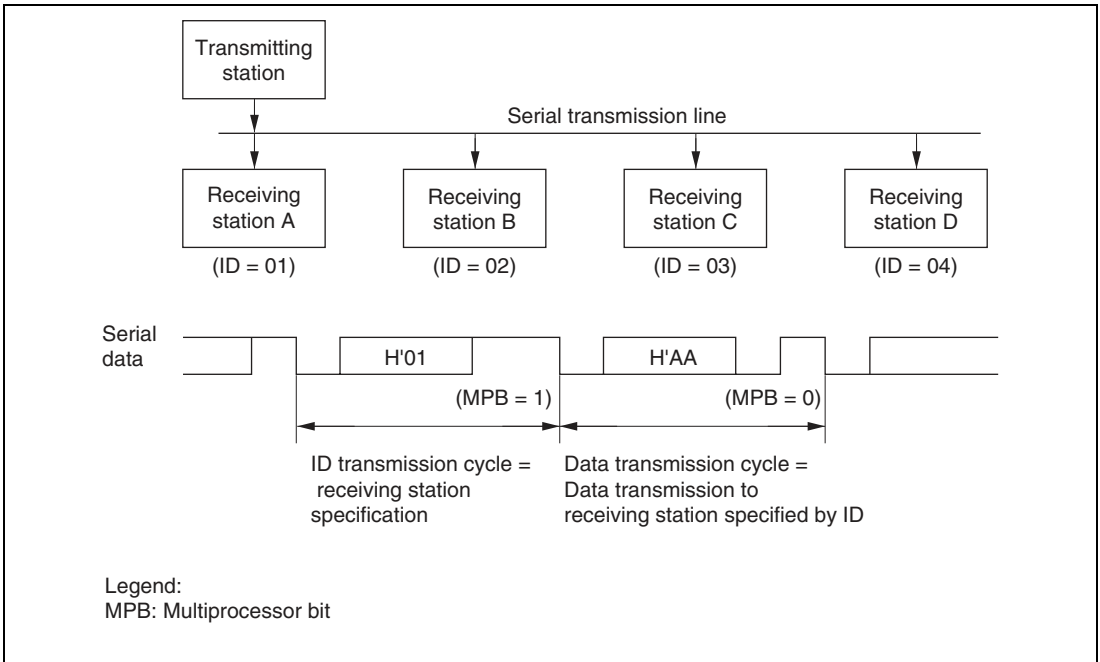 Transmitting
station
Serial transmission line
Receiving
station A
Receiving
station B
Receiving
station C
Receiving
station D
(ID = 01)
(ID = 02)
(ID = 03)
(ID = 04)
Serial
data
H'01
H'AA
(MPB = 1)
(MPB = 0)
ID transmission cycle =
receiving station
specification
Data transmission cycle =
Data transmission to
receiving station specified by ID
Legend:
MPB: Multiprocessor bit